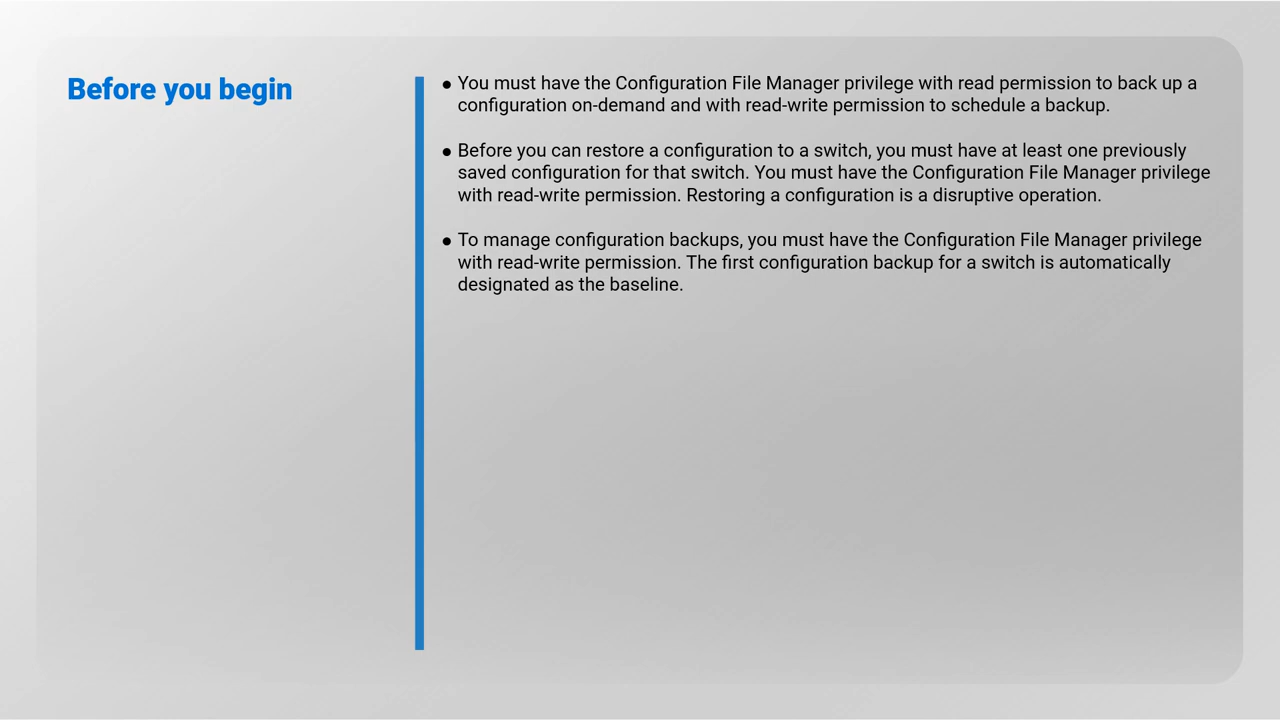 Before you begin
● You must have the Configuration File Manager privilege with read permission to back up a
configuration on-demand and with read-write permission to schedule a backup.
● Before you can restore a configuration to a switch, you must have at least one previously
saved configuration for that switch. You must have the Configuration File Manager privilege
with read-write permission. Restoring a configuration is a disruptive operation.
● To manage configuration backups, you must have the Configuration File Manager privilege
with read-write permission. The first configuration backup for a switch is automatically
designated as the baseline.